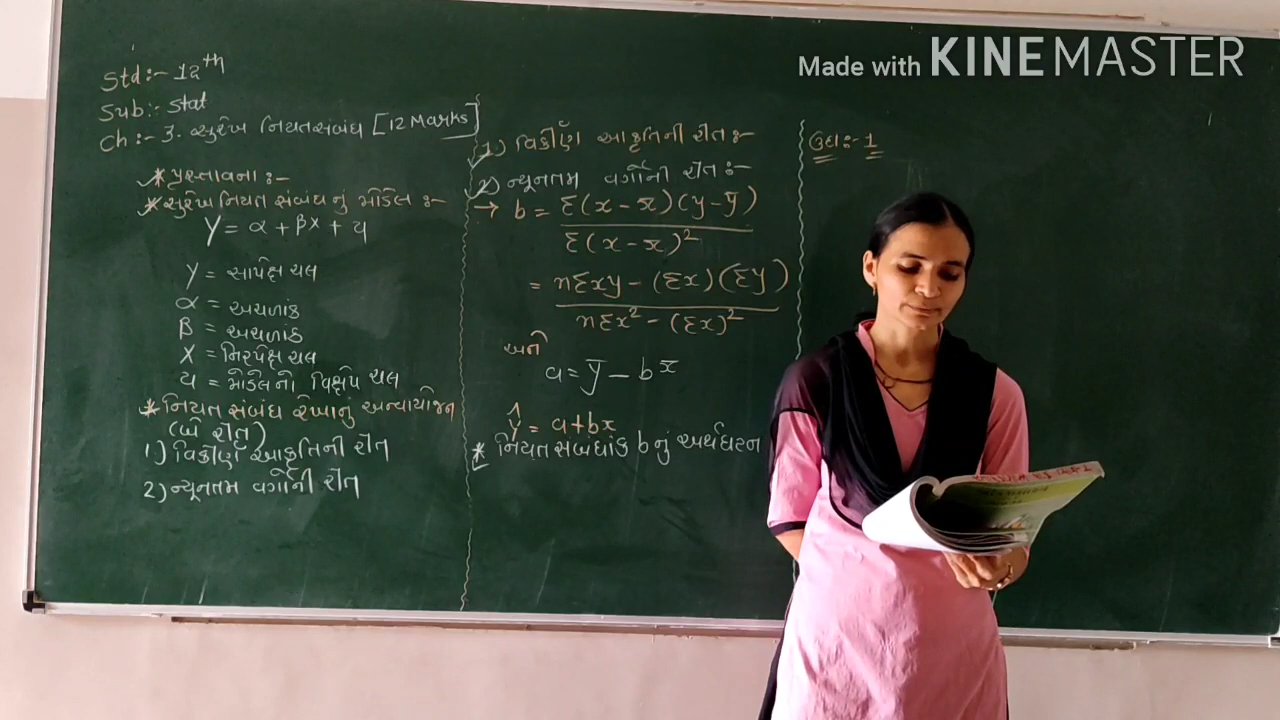 Made with KINEMASTER
Std:- 12th
Sub:- Stat
Ch:- 3. સુરેખ નિયતસંબંધ [12 Marks]
* પ્રસ્તાવના :-
* સુરેખ નિયત સંબંધ નું મોડેલ :-
Y = α + βX + u
Y = સાપેક્ષ ચલ
α = અચળાંક
β = અચળાંક
X = નિરપેક્ષ ચલ
u = મોડેલનો વિક્ષેપ ચલ
* નિયત સંબંધ રેખાનું અન્વાયોજન
(બે રીત)
1) વિકીર્ણ આકૃતિની રીત
2) ન્યૂનતમ વર્ગોની રીત
1) વિકીર્ણ આકૃતિની રીત :-
2) ન્યૂનતમ વર્ગોની રીત :-
→ b = Σ(x - x̄)(y - ȳ)
Σ(x - x̄)²
= nΣxy - (Σx)(Σy)
nΣx² - (Σx)²
અને
a = ȳ - bx̄
ŷ = a+bx
* નિયત સબધાંક b નું અર્થઘટન
ઉદા:- 1